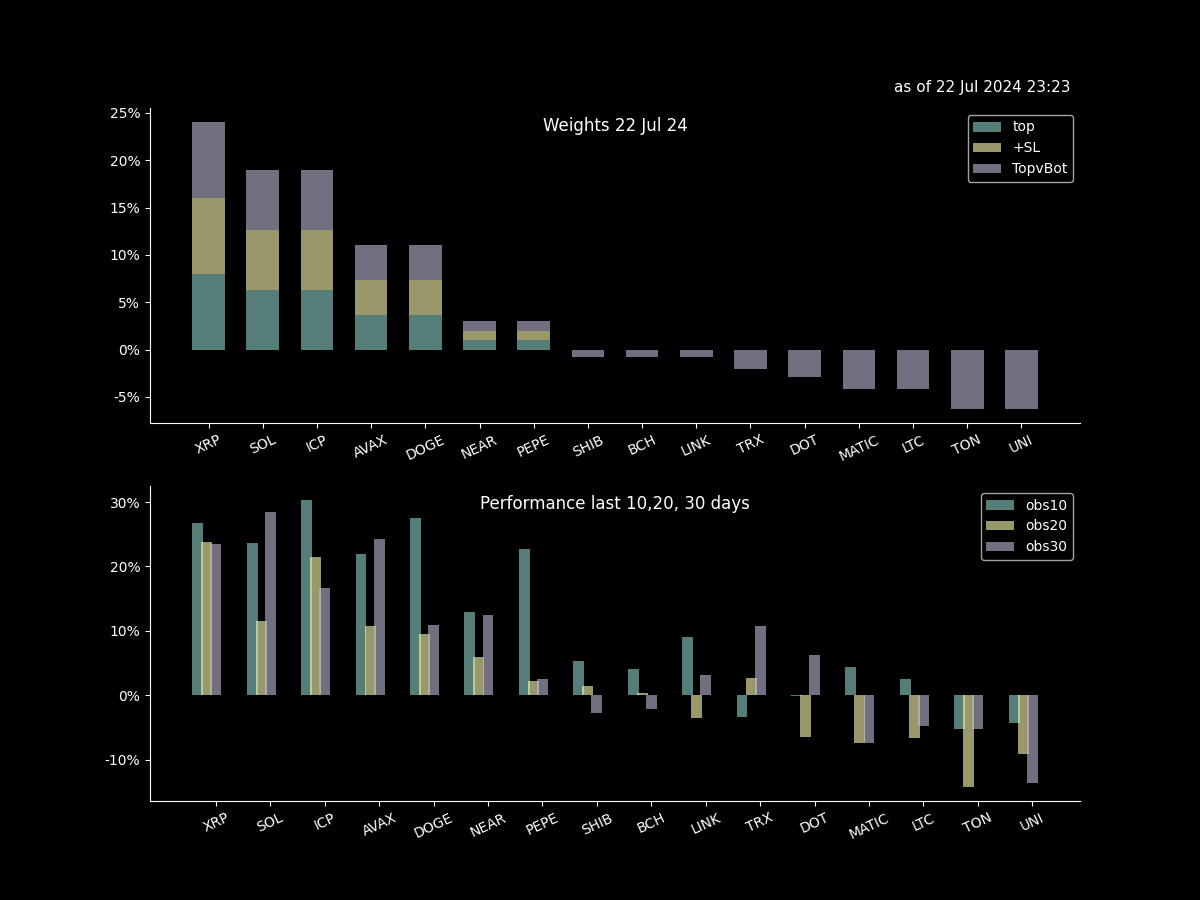 as of 22 Jul 2024 23:23
Weights 22 Jul 24
top
+SL
TopvBot
25%
20%
15%
10%
5%
0%
-5%
XRP SOL ICP AVAX DOGE NEAR PEPE SHIB BCH LINK TRX DOT MATIC LTC TON UNI
Performance last 10,20, 30 days
obs10
obs20
obs30
30%
20%
10%
0%
-10%
XRP SOL ICP AVAX DOGE NEAR PEPE SHIB BCH LINK TRX DOT MATIC LTC TON UNI